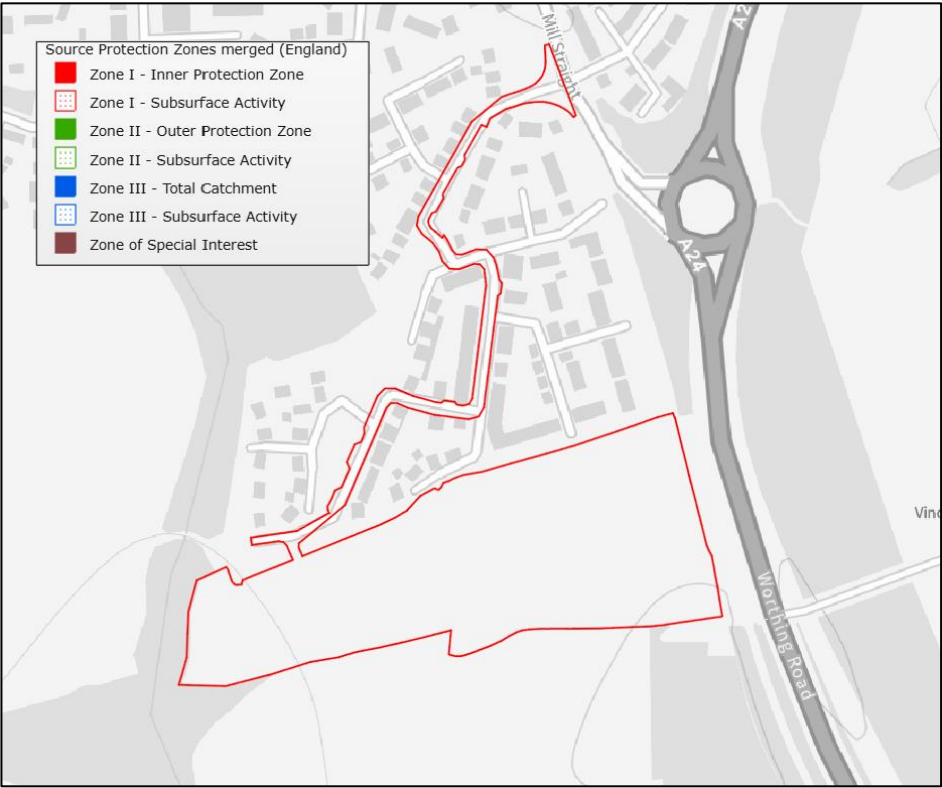 Source Protection Zones merged (England)
Zone I - Inner Protection Zone
Zone I - Subsurface Activity
Zone II - Outer Protection Zone
Zone II - Subsurface Activity
Zone III - Total Catchment
Zone III - Subsurface Activity
Zone of Special Interest
Mill Straight
A2
A24
Vinc
Worthing Road